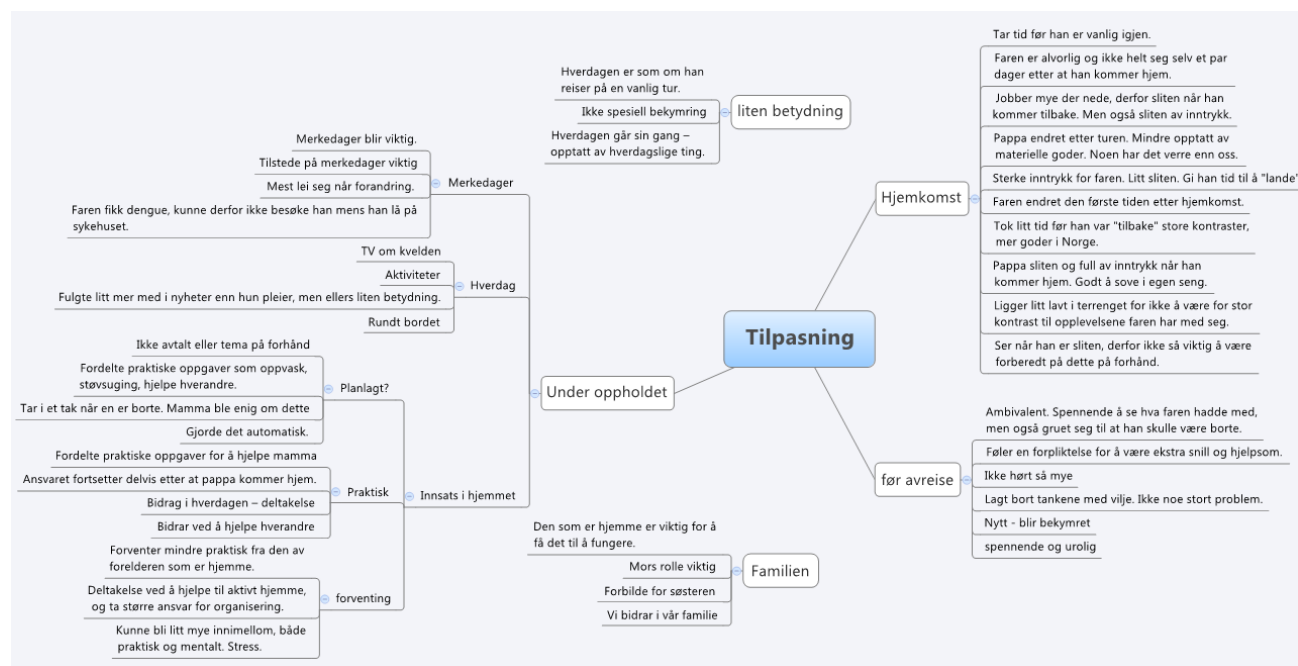 Tilpasning
Hjemkomst
Tar tid før han er vanlig igjen.
Faren er alvorlig og ikke helt seg selv et par
dager etter at han kommer hjem.
Jobber mye der nede, derfor sliten når han
kommer tilbake. Men også sliten av inntrykk.
Pappa endret etter turen. Mindre opptatt av
materielle goder. Noen har det verre enn oss.
Sterke inntrykk for faren. Litt sliten. Gi han tid til å "lande"
Faren endret den første tiden etter hjemkomst.
Tok litt tid før han var "tilbake" store kontraster,
mer goder i Norge.
Pappa sliten og full av inntrykk når han
kommer hjem. Godt å sove i egen seng.
Ligger litt lavt i terrenget for ikke å være for stor
kontrast til opplevelsene faren har med seg.
Ser når han er sliten, derfor ikke så viktig å være
forberedt på dette på forhånd.
før avreise
Ambivalent. Spennende å se hva faren hadde med,
men også gruet seg til at han skulle være borte.
Føler en forpliktelse for å være ekstra snill og hjelpsom.
Ikke hørt så mye
Lagt bort tankene med vilje. Ikke noe stort problem.
Nytt - blir bekymret
spennende og urolig
liten betydning
Hverdagen er som om han
reiser på en vanlig tur.
Ikke spesiell bekymring
Hverdagen går sin gang –
opptatt av hverdagslige ting.
Under oppholdet
Merkedager
Merkedager blir viktig.
Tilstede på merkedager viktig
Mest lei seg når forandring.
Faren fikk dengue, kunne derfor ikke besøke han mens han lå på
sykehuset.
Hverdag
TV om kvelden
Aktiviteter
Fulgte litt mer med i nyheter enn hun pleier, men ellers liten betydning.
Rundt bordet
Innsats i hjemmet
Planlagt?
Ikke avtalt eller tema på forhånd
Fordelte praktiske oppgaver som oppvask,
støvsuging, hjelpe hverandre.
Tar i et tak når en er borte. Mamma ble enig om dette
Gjorde det automatisk.
Praktisk
Fordelte praktiske oppgaver for å hjelpe mamma
Ansvaret fortsetter delvis etter at pappa kommer hjem.
Bidrag i hverdagen – deltakelse
Bidrar ved å hjelpe hverandre
forventing
Forventer mindre praktisk fra den av
forelderen som er hjemme.
Deltakelse ved å hjelpe til aktivt hjemme,
og ta større ansvar for organisering.
Kunne bli litt mye innimellom, både
praktisk og mentalt. Stress.
Familien
Den som er hjemme er viktig for å
få det til å fungere.
Mors rolle viktig
Forbilde for søsteren
Vi bidrar i vår familie